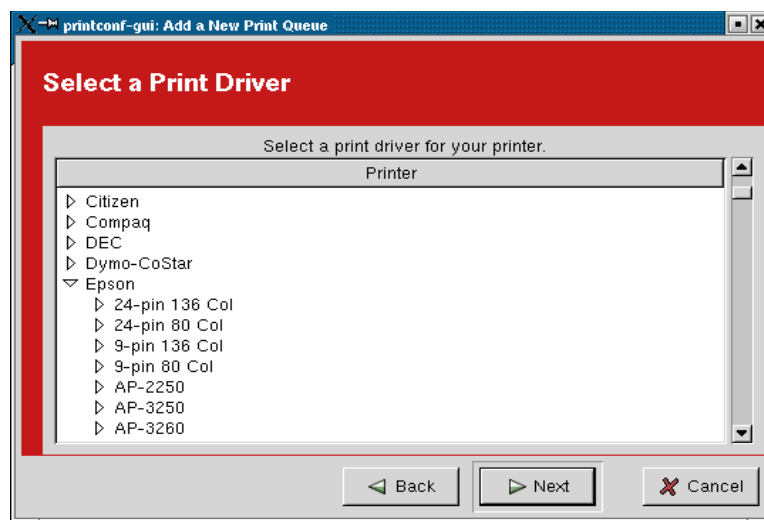 printconf-gui: Add a New Print Queue
Select a Print Driver
Select a print driver for your printer.
Printer
Citizen
Compaq
DEC
Dymo-CoStar
Epson
24-pin 136 Col
24-pin 80 Col
9-pin 136 Col
9-pin 80 Col
AP-2250
AP-3250
AP-3260
Back
Next
Cancel